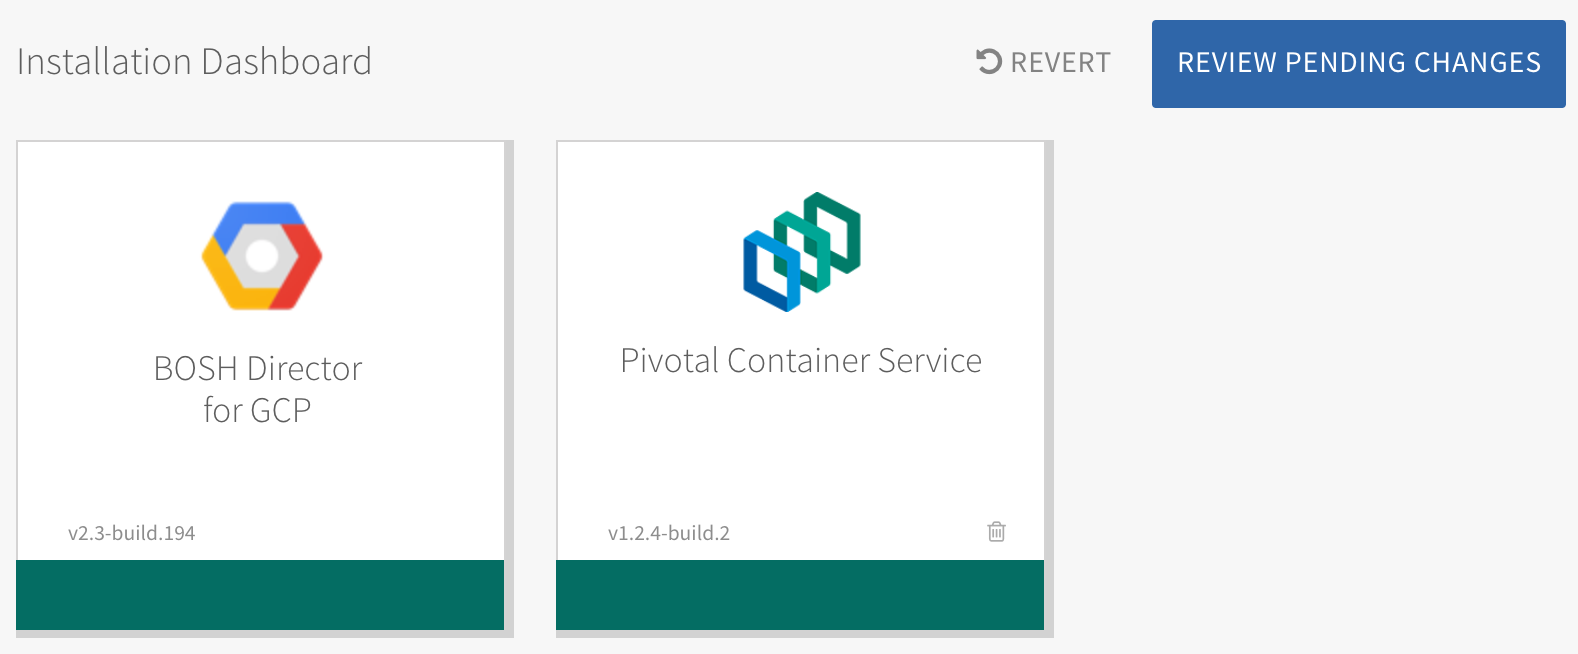 Installation Dashboard
REVERT
REVIEW PENDING CHANGES
BOSH Director
for GCP
v2.3-build.194
Pivotal Container Service
v1.2.4-build.2